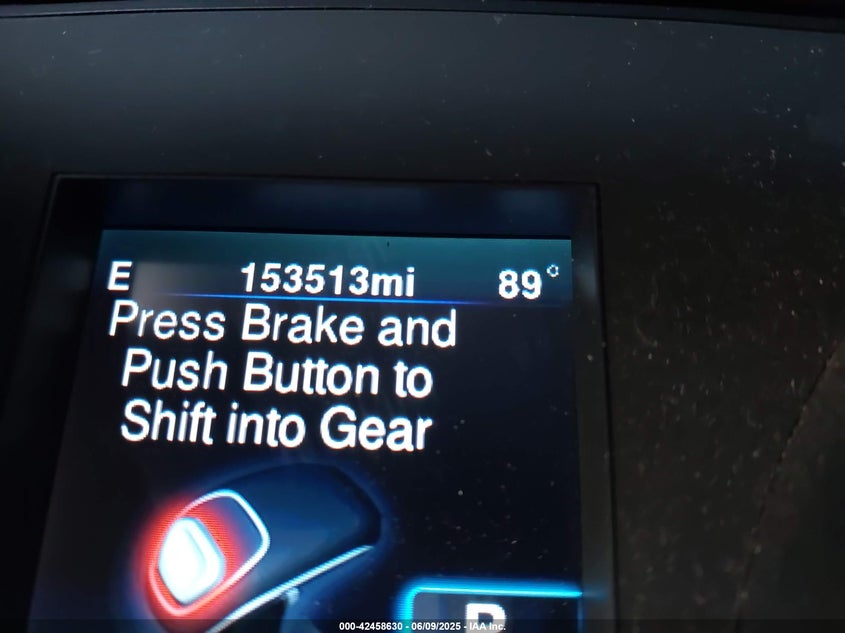 E 153513mi 89°
Press Brake and
Push Button to
Shift into Gear
000-42458630 - 06/09/2025 - IAA Inc.